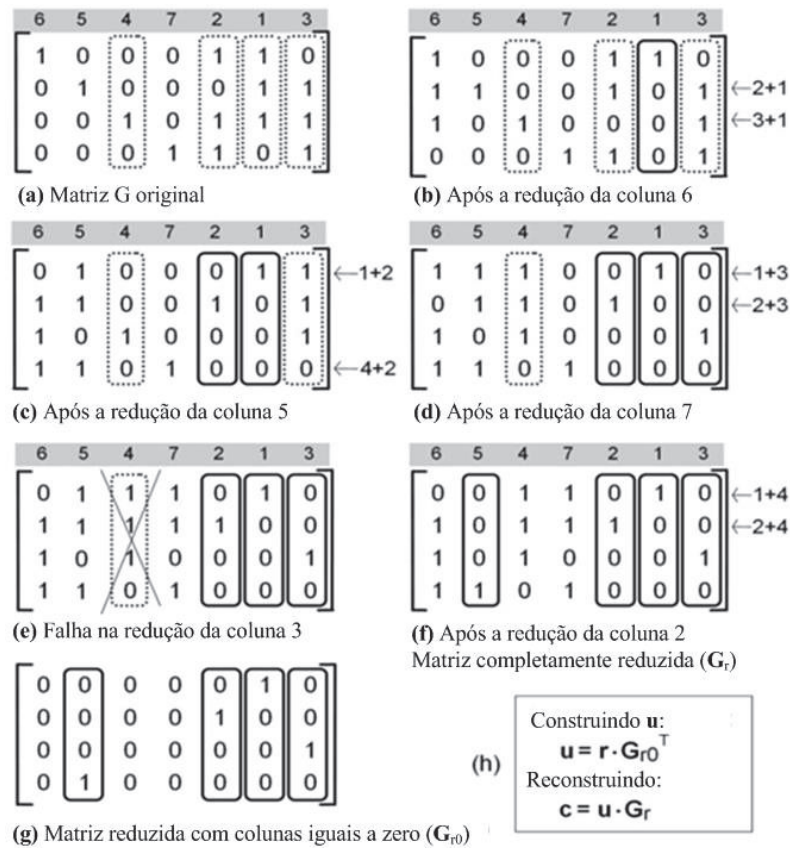 6 5 4 7 2 1 3
1 0 0 0 1 1 0
0 1 0 0 0 1 1
0 0 1 0 1 1 1
0 0 0 1 1 0 1
(a) Matriz G original
6 5 4 7 2 1 3
1 0 0 0 1 1 0
1 1 0 0 1 0 1 ←2+1
1 0 1 0 0 0 1 ←3+1
0 0 0 1 1 0 1
(b) Após a redução da coluna 6
6 5 4 7 2 1 3
0 1 0 0 0 1 1 ←1+2
1 1 0 0 1 0 1
1 0 1 0 0 0 1
1 1 0 1 0 0 0 ←4+2
(c) Após a redução da coluna 5
6 5 4 7 2 1 3
1 1 1 0 0 1 0 ←1+3
0 1 1 0 1 0 0 ←2+3
1 0 1 0 0 0 1
1 1 0 1 0 0 0
(d) Após a redução da coluna 7
6 5 4 7 2 1 3
0 1 1 1 0 1 0
1 1 1 1 1 0 0
1 0 1 0 0 0 1
1 1 0 1 0 0 0
(e) Falha na redução da coluna 3
6 5 4 7 2 1 3
0 0 1 1 0 1 0 ←1+4
1 0 1 1 1 0 0 ←2+4
1 0 1 0 0 0 1
1 1 0 1 0 0 0
(f) Após a redução da coluna 2
Matriz completamente reduzida (Gr)
0 0 0 0 0 1 0
0 0 0 0 1 0 0
0 0 0 0 0 0 1
0 1 0 0 0 0 0
(g) Matriz reduzida com colunas iguais a zero (Gr0)
(h)
Construindo u:
u = r · Gr0^T
Reconstruindo:
c = u · Gr